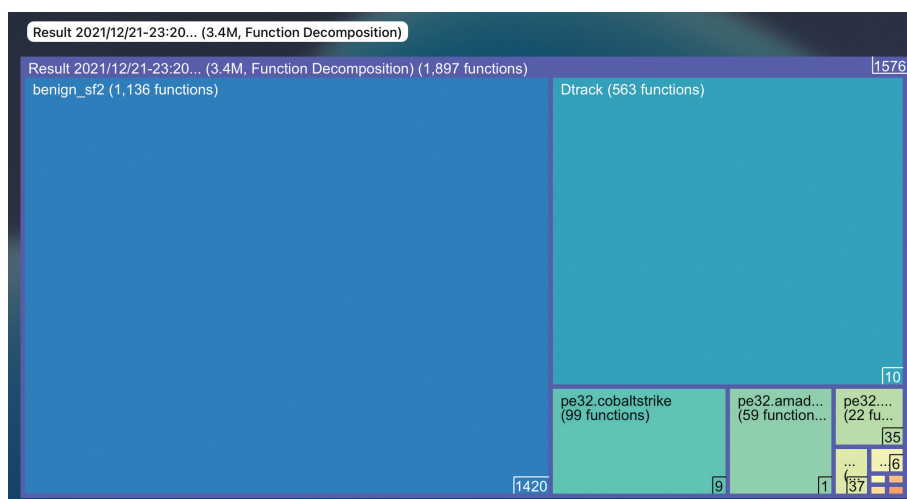 Result 2021/12/21-23:20... (3.4M, Function Decomposition)
Result 2021/12/21-23:20... (3.4M, Function Decomposition) (1,897 functions)
1576
benign_sf2 (1,136 functions)
1420
Dtrack (563 functions)
10
pe32.cobaltstrike
(99 functions)
9
pe32.amad...
(59 function...
1
pe32....
(22 fu...
35
...
(...
37
...
6